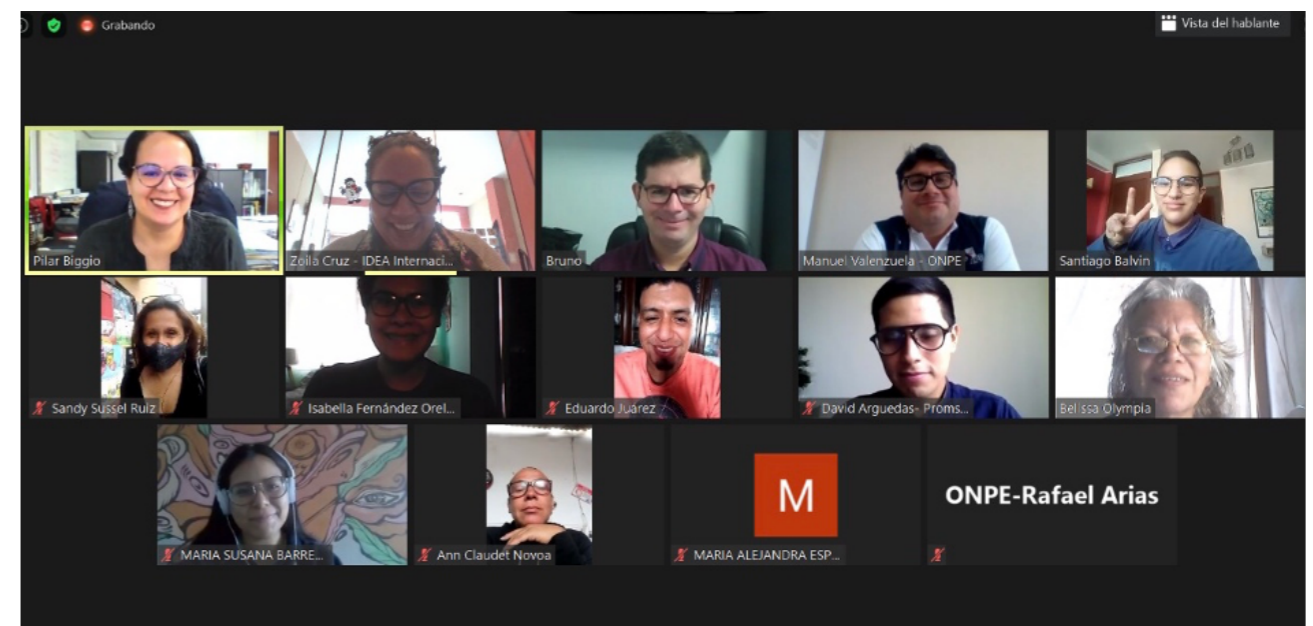 Grabando
Vista del hablante
Pilar Biggio
Zoila Cruz - IDEA Internaci...
Bruno
Manuel Valenzuela - ONPE
Santiago Balvin
Sandy Sussel Ruiz
Isabella Fernández Orel...
Eduardo Juárez
David Arguedas- Proms...
Belissa Olympia
MARIA SUSANA BARRE...
Ann Claudet Novoa
M
MARIA ALEJANDRA ESP...
ONPE-Rafael Arias